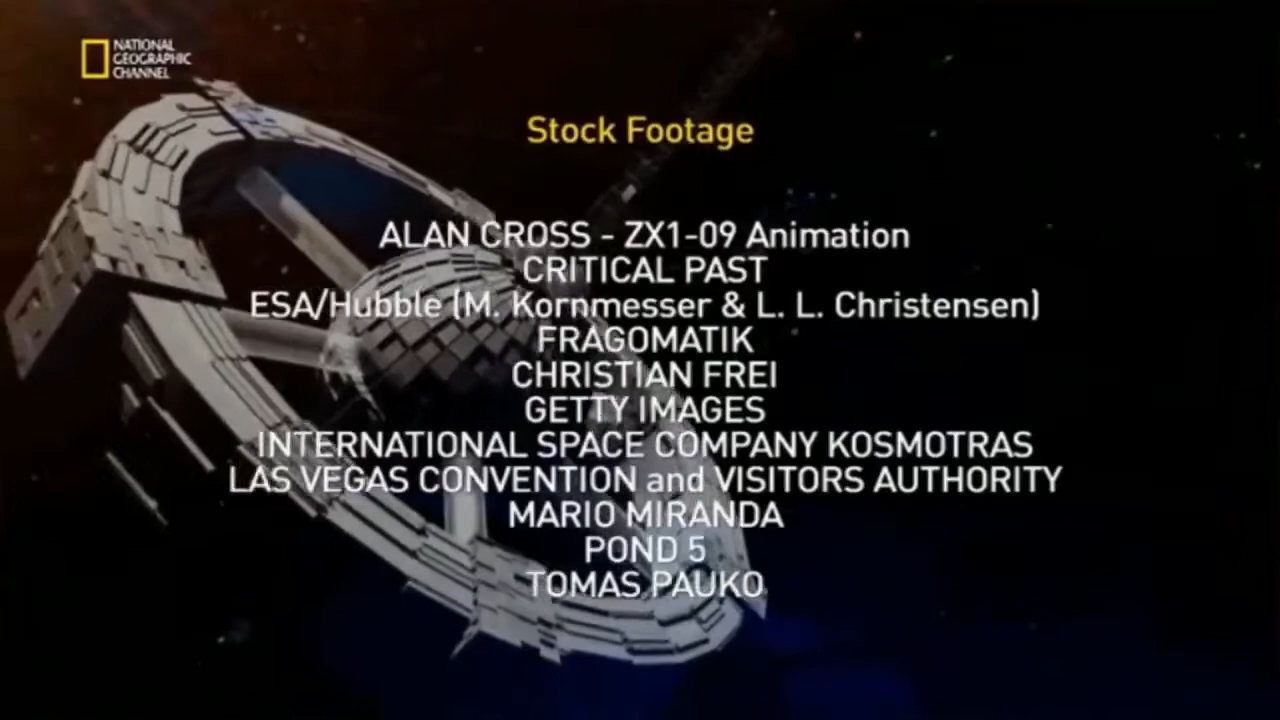 NATIONAL
GEOGRAPHIC
CHANNEL
Stock Footage
ALAN CROSS - ZX1-09 Animation
CRITICAL PAST
ESA/Hubble (M. Kornmesser & L. L. Christensen)
FRAGOMATIK
CHRISTIAN FREI
GETTY IMAGES
INTERNATIONAL SPACE COMPANY KOSMOTRAS
LAS VEGAS CONVENTION and VISITORS AUTHORITY
MARIO MIRANDA
POND 5
TOMAS PAUKO